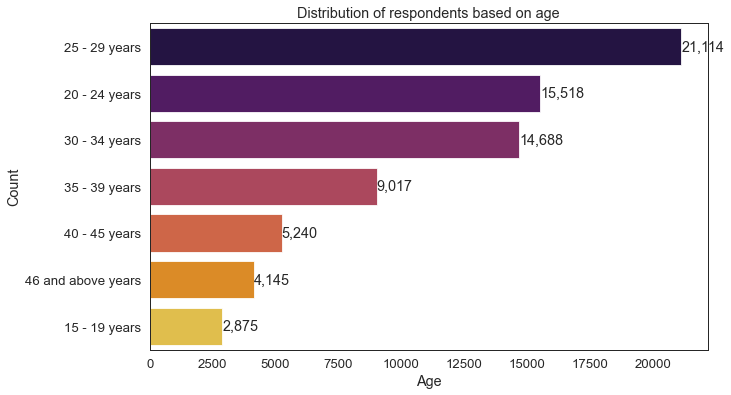 Distribution of respondents based on age
Count
25 - 29 years 21,114
20 - 24 years 15,518
30 - 34 years 14,688
35 - 39 years 9,017
40 - 45 years 5,240
46 and above years 4,145
15 - 19 years 2,875
0 2500 5000 7500 10000 12500 15000 17500 20000
Age